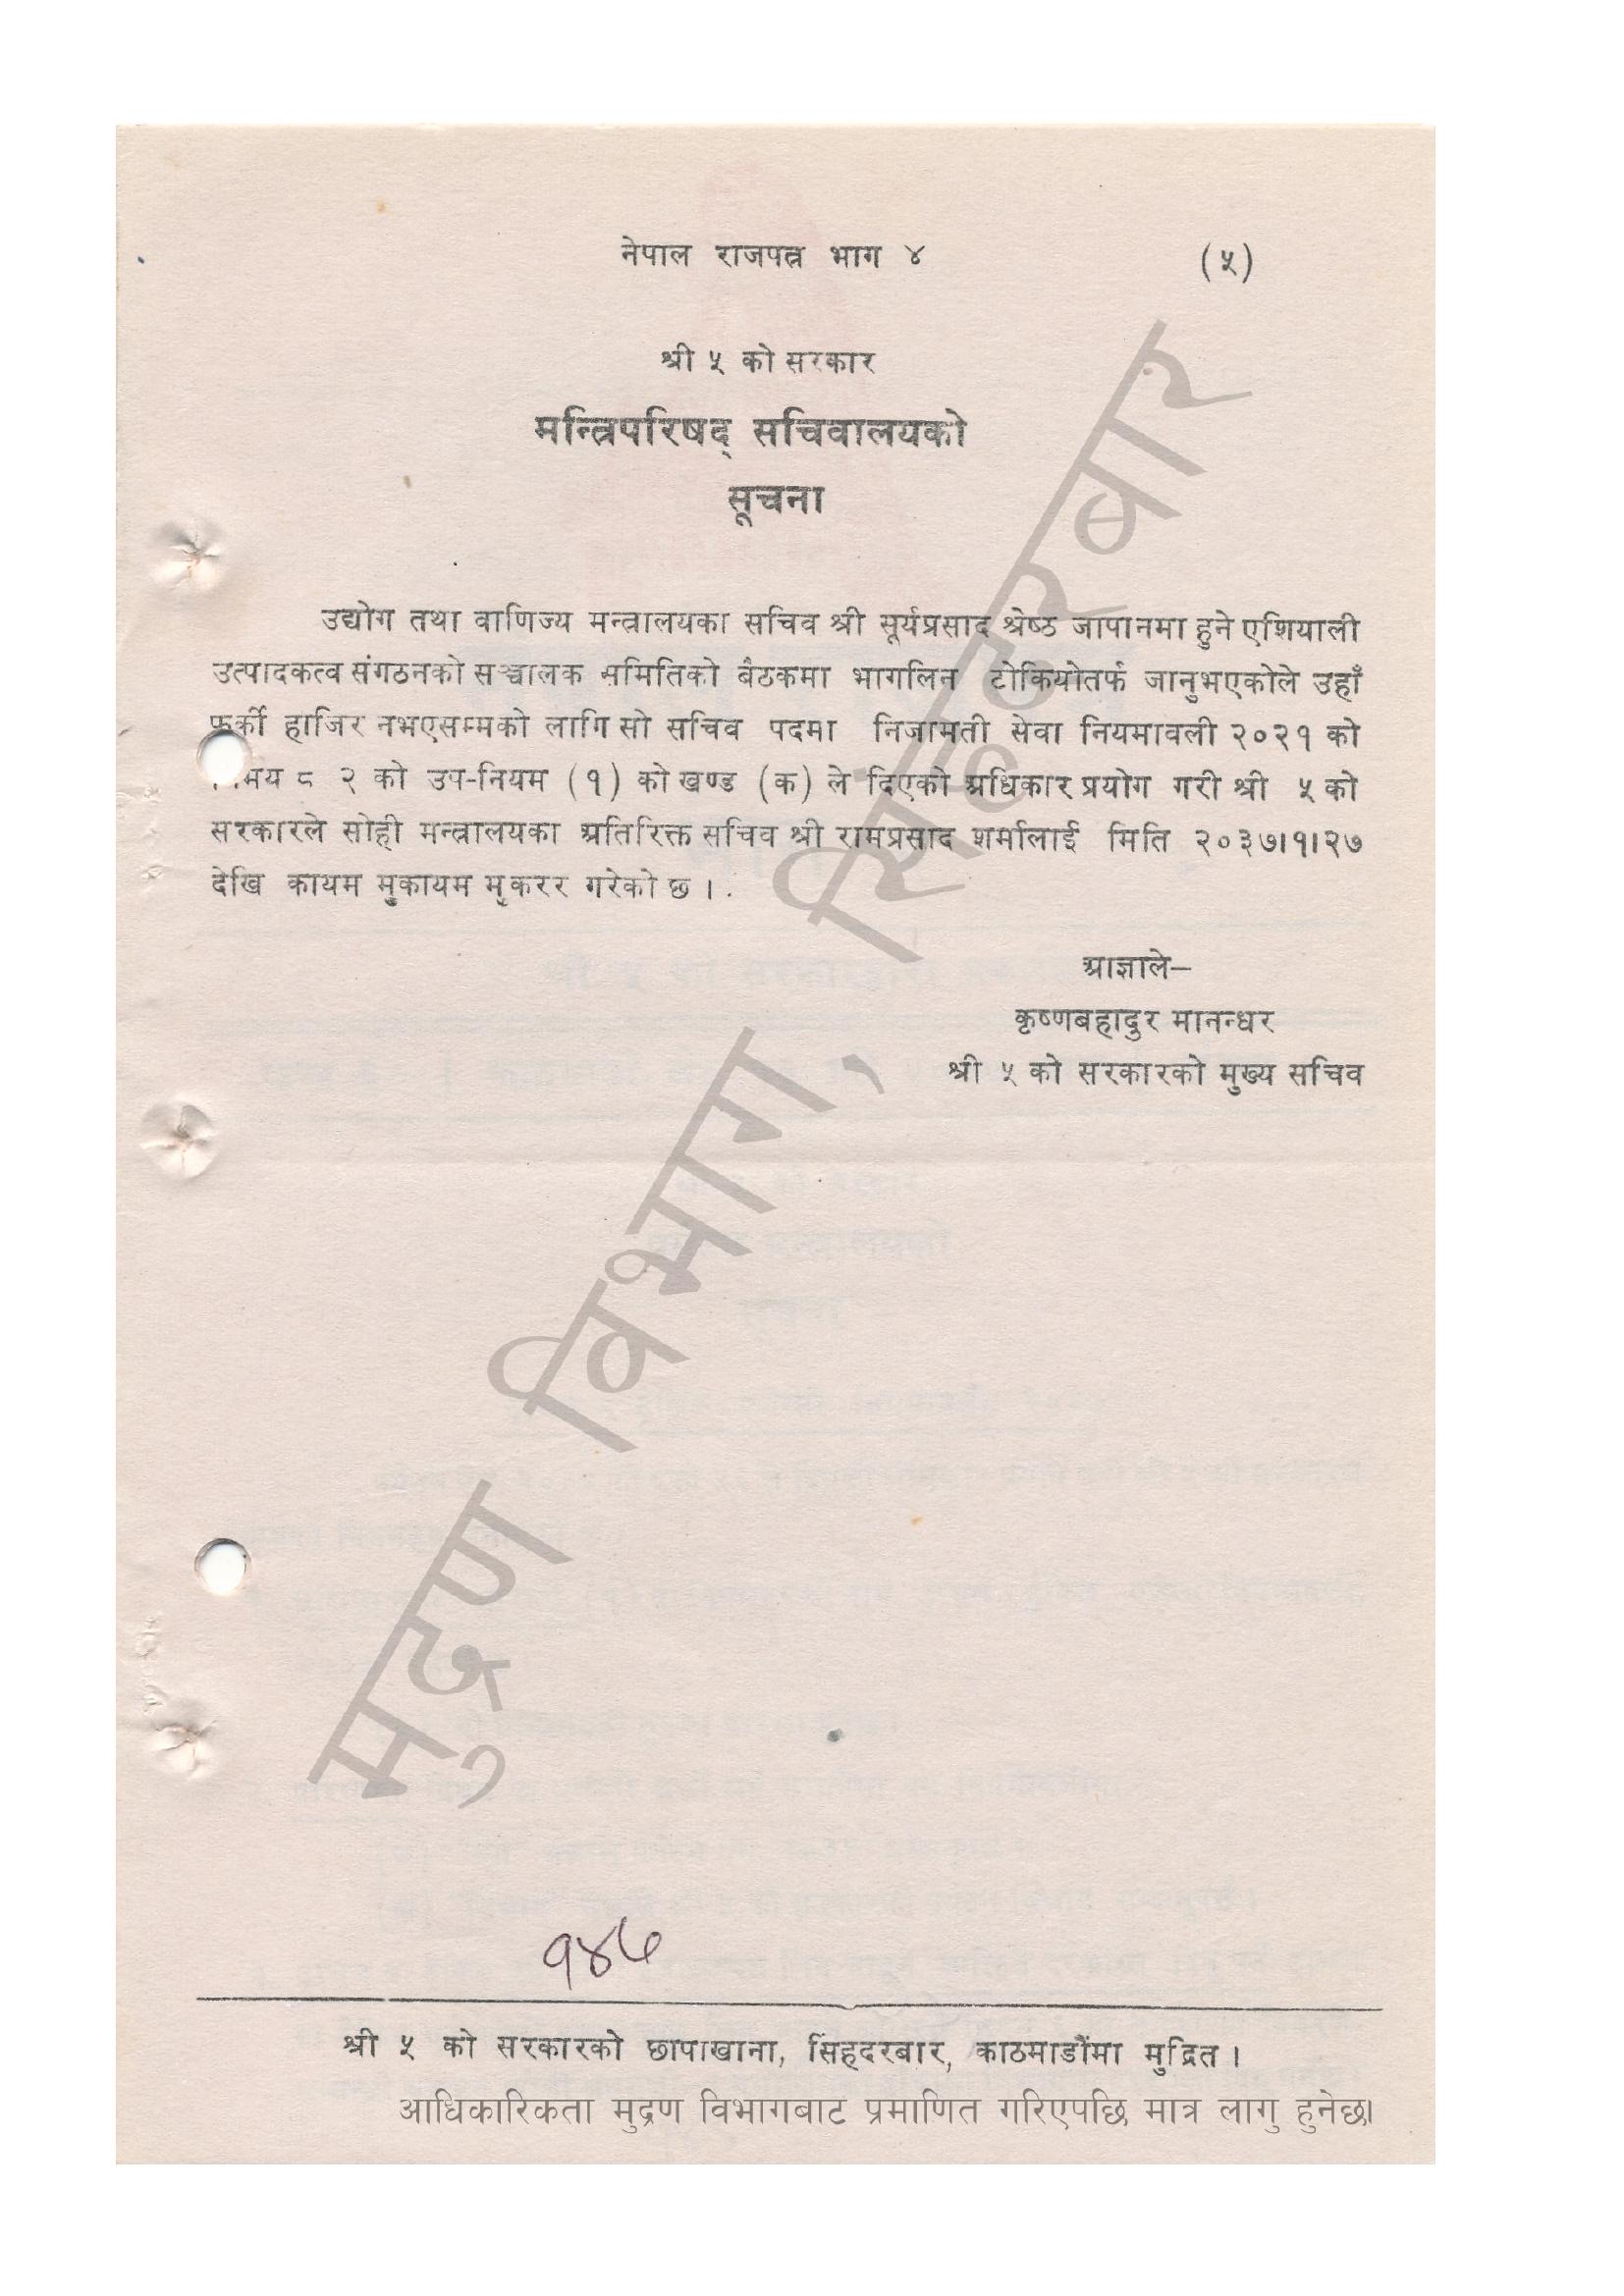 नेपाल राजपत्र भाग ४ (५)
श्री ५ को सरकार
मन्त्रिपरिषद् सचिवालयको
सूचना
उद्योग तथा वाणिज्य मन्त्रालयका सचिव श्री सूर्यप्रसाद श्रेष्ठ जापानमा हुने एशियाली
उत्पादकत्व संगठनको सञ्चालक समितिको बैठकमा भागलिन टोकियोतर्फ जानुभएकोले उहाँ
फर्की हाजिर नभएसम्मको लागि सो सचिव पदमा निजामती सेवा नियमावली २०२१ को
८२ को उप-नियम (१) को खण्ड (क) ले दिएको अधिकार प्रयोग गरी श्री ५ को
सरकारले सोही मन्त्रालयका अतिरिक्त सचिव श्री रामप्रसाद शर्मालाई मिति २०३७।१।२७
देखि कायम मुकायम मुकरर गरेको छ ।
आज्ञाले–
कृष्णबहादुर मानन्धर
श्री ५ को सरकारको मुख्य सचिव
मुद्रण विभाग, सिंहदरबार
१४७
श्री ५ को सरकारको छापाखाना, सिंहदरबार, काठमाडौंमा मुद्रित ।
आधिकारिकता मुद्रण विभागबाट प्रमाणित गरिएपछि मात्र लागु हुनेछ।